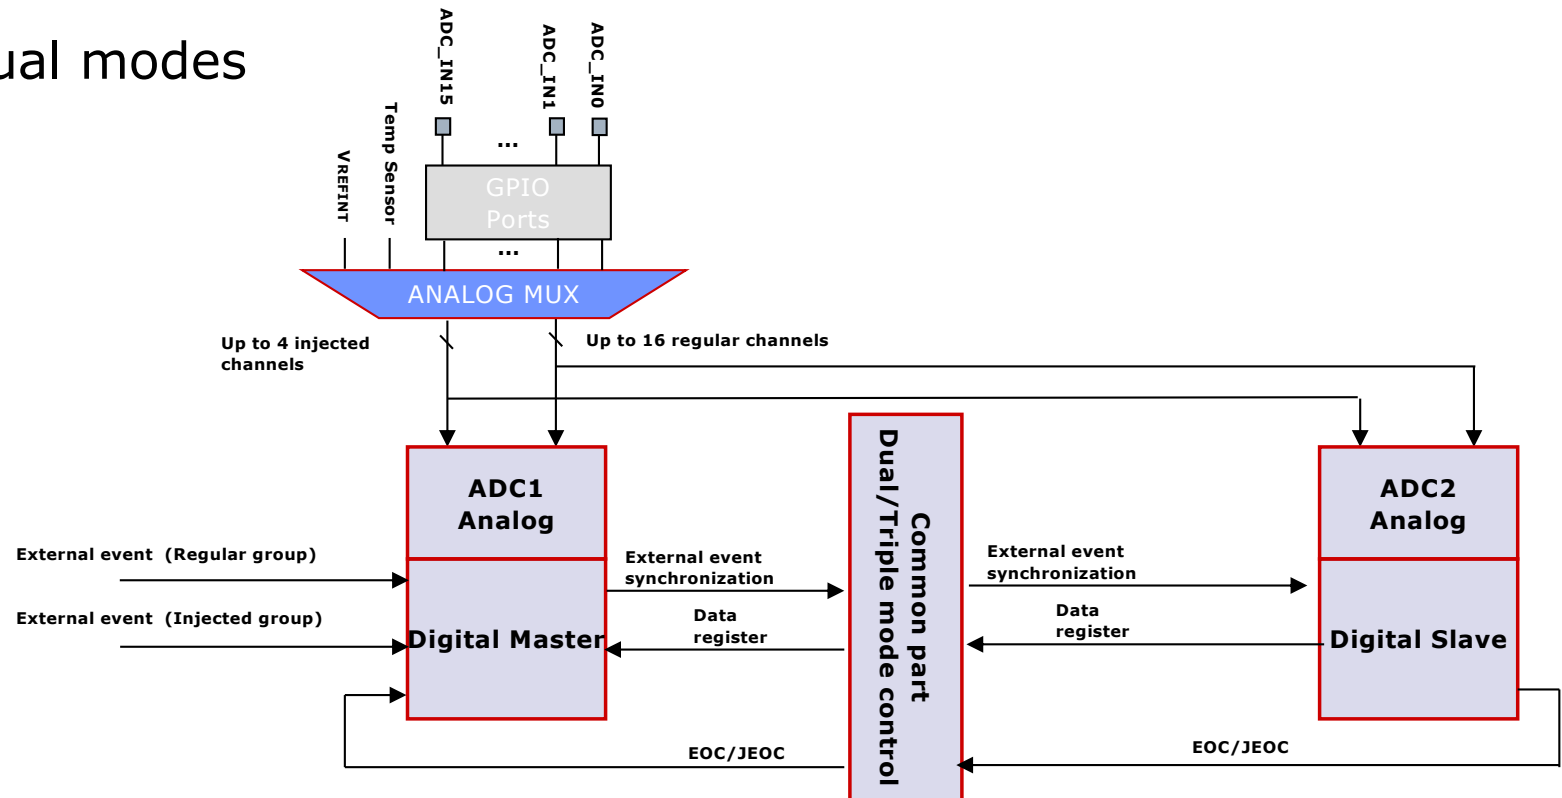 ual modes
ADC_IN15
ADC_IN1
ADC_IN0
Temp Sensor
VREFINT
...
GPIO
Ports
...
ANALOG MUX
Up to 4 injected
channels
Up to 16 regular channels
ADC1
Analog
Common part
Dual/Triple mode control
ADC2
Analog
External event (Regular group)
External event
synchronization
External event
synchronization
External event (Injected group)
Data
register
Data
register
Digital Master
Digital Slave
EOC/JEOC
EOC/JEOC